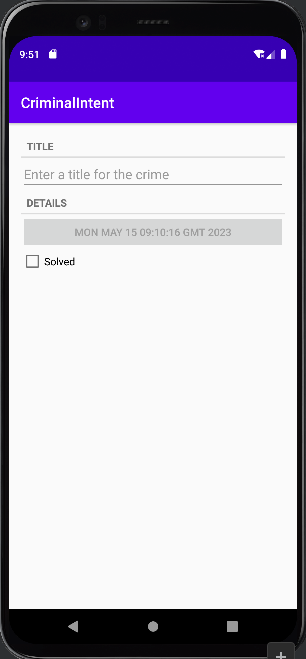 9:51
CriminalIntent
TITLE
Enter a title for the crime
DETAILS
MON MAY 15 09:10:16 GMT 2023
Solved